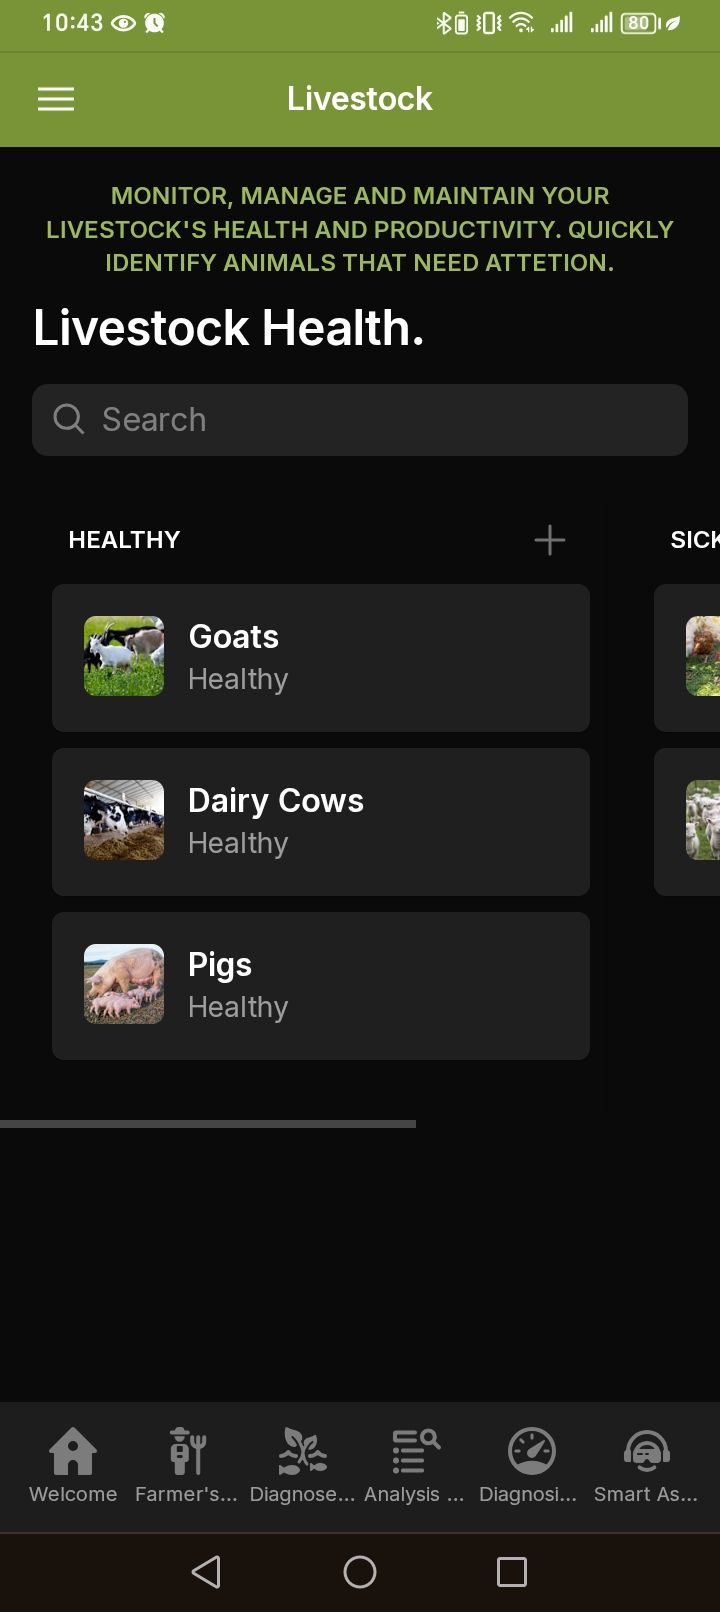 10:43
80
Livestock
MONITOR, MANAGE AND MAINTAIN YOUR
LIVESTOCK'S HEALTH AND PRODUCTIVITY. QUICKLY
IDENTIFY ANIMALS THAT NEED ATTETION.
Livestock Health.
Search
HEALTHY
SICK
Goats
Healthy
Dairy Cows
Healthy
Pigs
Healthy
Welcome Farmer's... Diagnose... Analysis ... Diagnosi... Smart As...